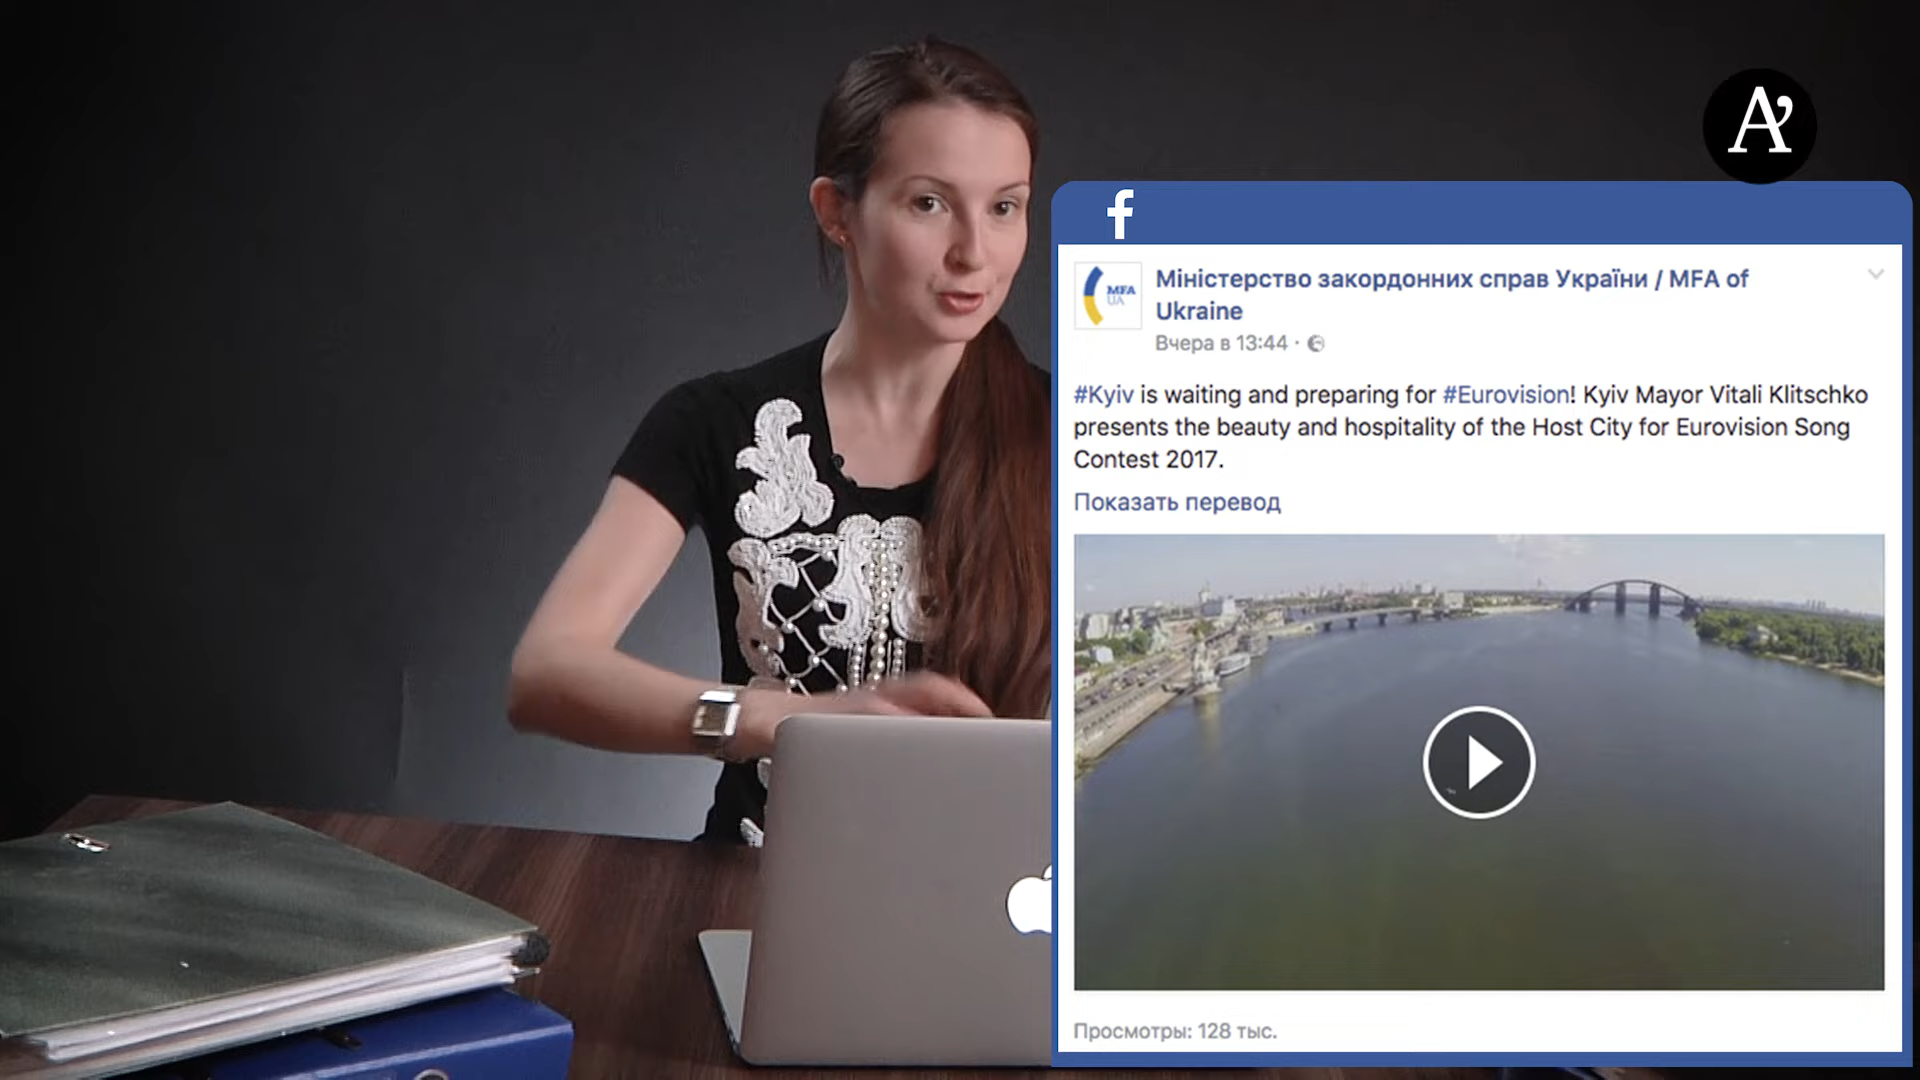 A
f
MFA
UA
Міністерство закордонних справ України / MFA of
Ukraine
Вчера в 13:44 ·
#Kyiv is waiting and preparing for #Eurovision! Kyiv Mayor Vitali Klitschko
presents the beauty and hospitality of the Host City for Eurovision Song
Contest 2017.
Показать перевод
Просмотры: 128 тыс.